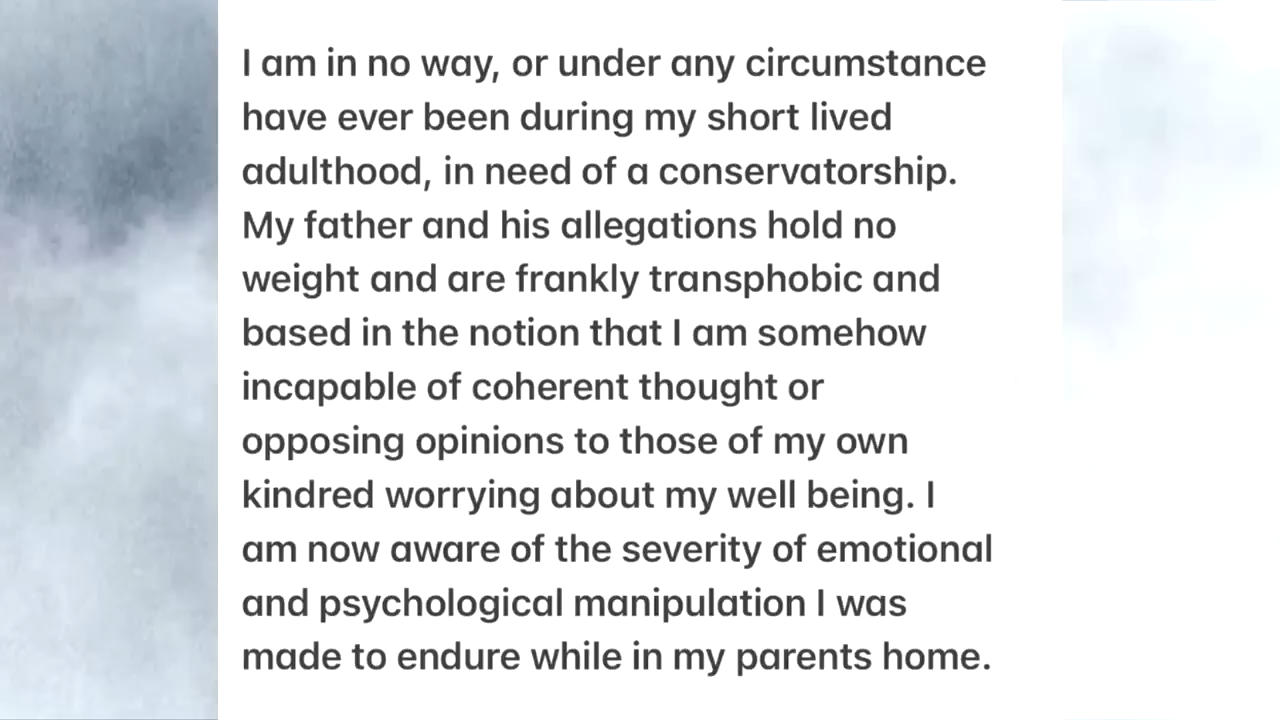 I am in no way, or under any circumstance
have ever been during my short lived
adulthood, in need of a conservatorship.
My father and his allegations hold no
weight and are frankly transphobic and
based in the notion that I am somehow
incapable of coherent thought or
opposing opinions to those of my own
kindred worrying about my well being. I
am now aware of the severity of emotional
and psychological manipulation I was
made to endure while in my parents home.